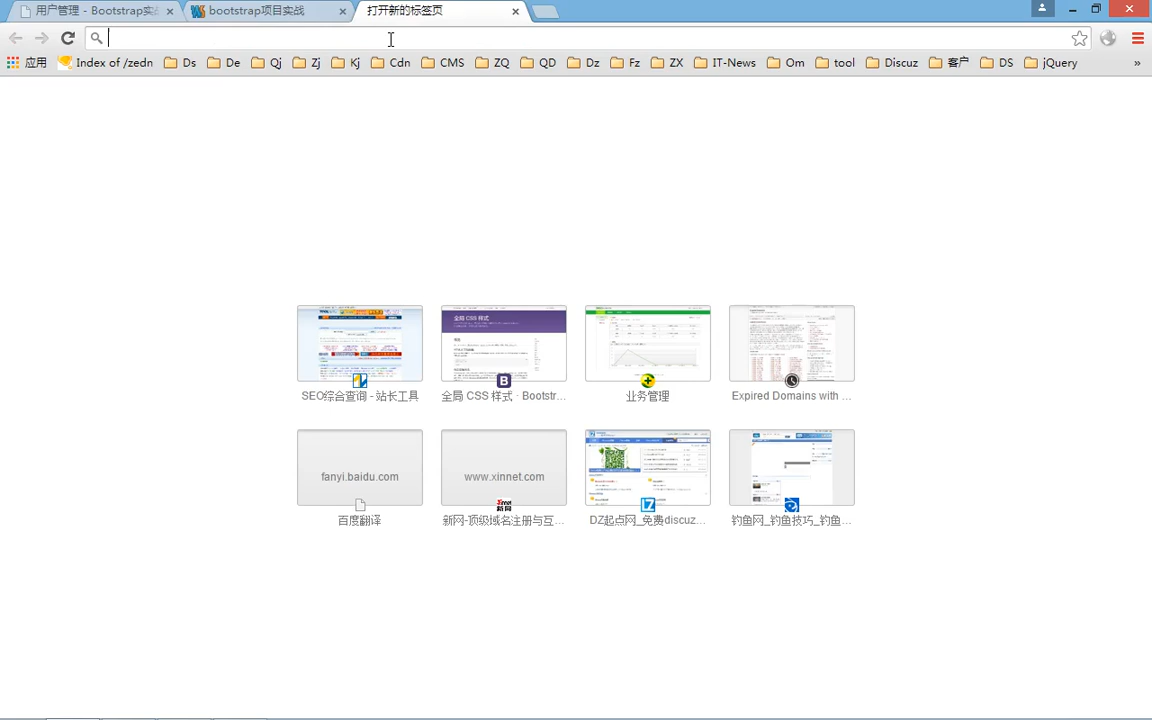 用户管理 - Bootstrap实
bootstrap项目实战
打开新的标签页
应用
Index of /zedn
Ds
De
Qj
Zj
Kj
Cdn
CMS
ZQ
QD
Dz
Fz
ZX
IT-News
Om
tool
Discuz
客户
DS
jQuery
»
全局 CSS 样式
SEO综合查询 - 站长工具
全局 CSS 样式 · Bootstr...
业务管理
Expired Domains with ...
fanyi.baidu.com
www.xinnet.com
百度翻译
新网-顶级域名注册与互...
DZ起点网_免费discuz...
钓鱼网_钓鱼技巧_钓鱼...